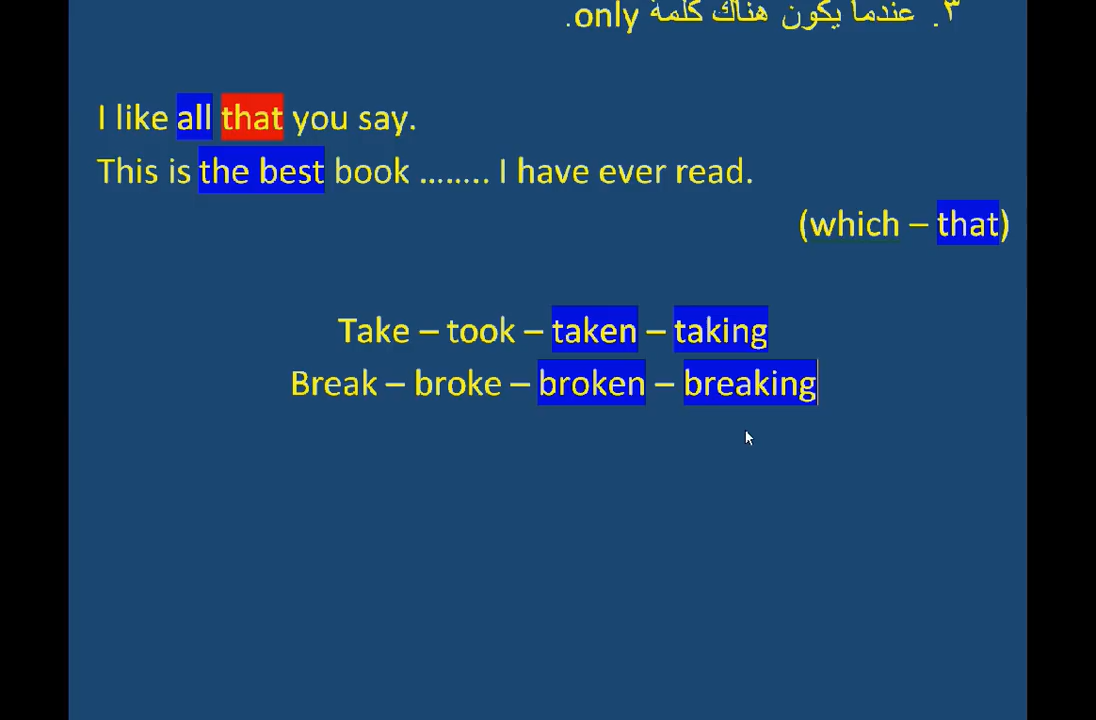 ٣. عندما يكون هناك كلمة only.
I like all that you say.
This is the best book …….. I have ever read.
(which – that)
Take – took – taken – taking
Break – broke – broken – breaking